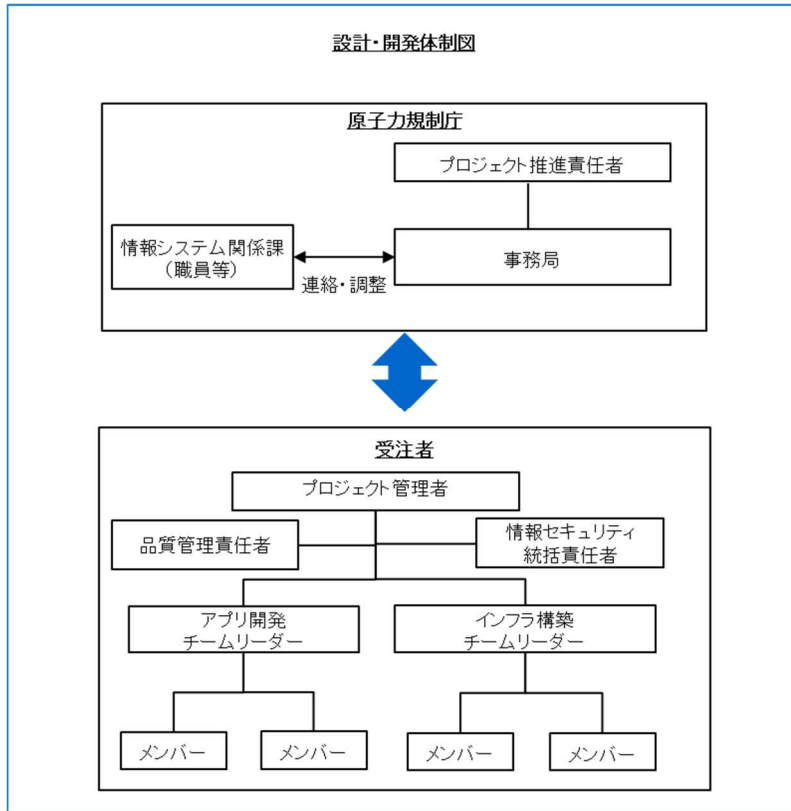 設計・開発体制図
原子力規制庁
プロジェクト推進責任者
情報システム関係課
（職員等）
連絡・調整
事務局
受注者
プロジェクト管理者
品質管理責任者
情報セキュリティ
統括責任者
アプリ開発
チームリーダー
インフラ構築
チームリーダー
メンバー
メンバー
メンバー
メンバー